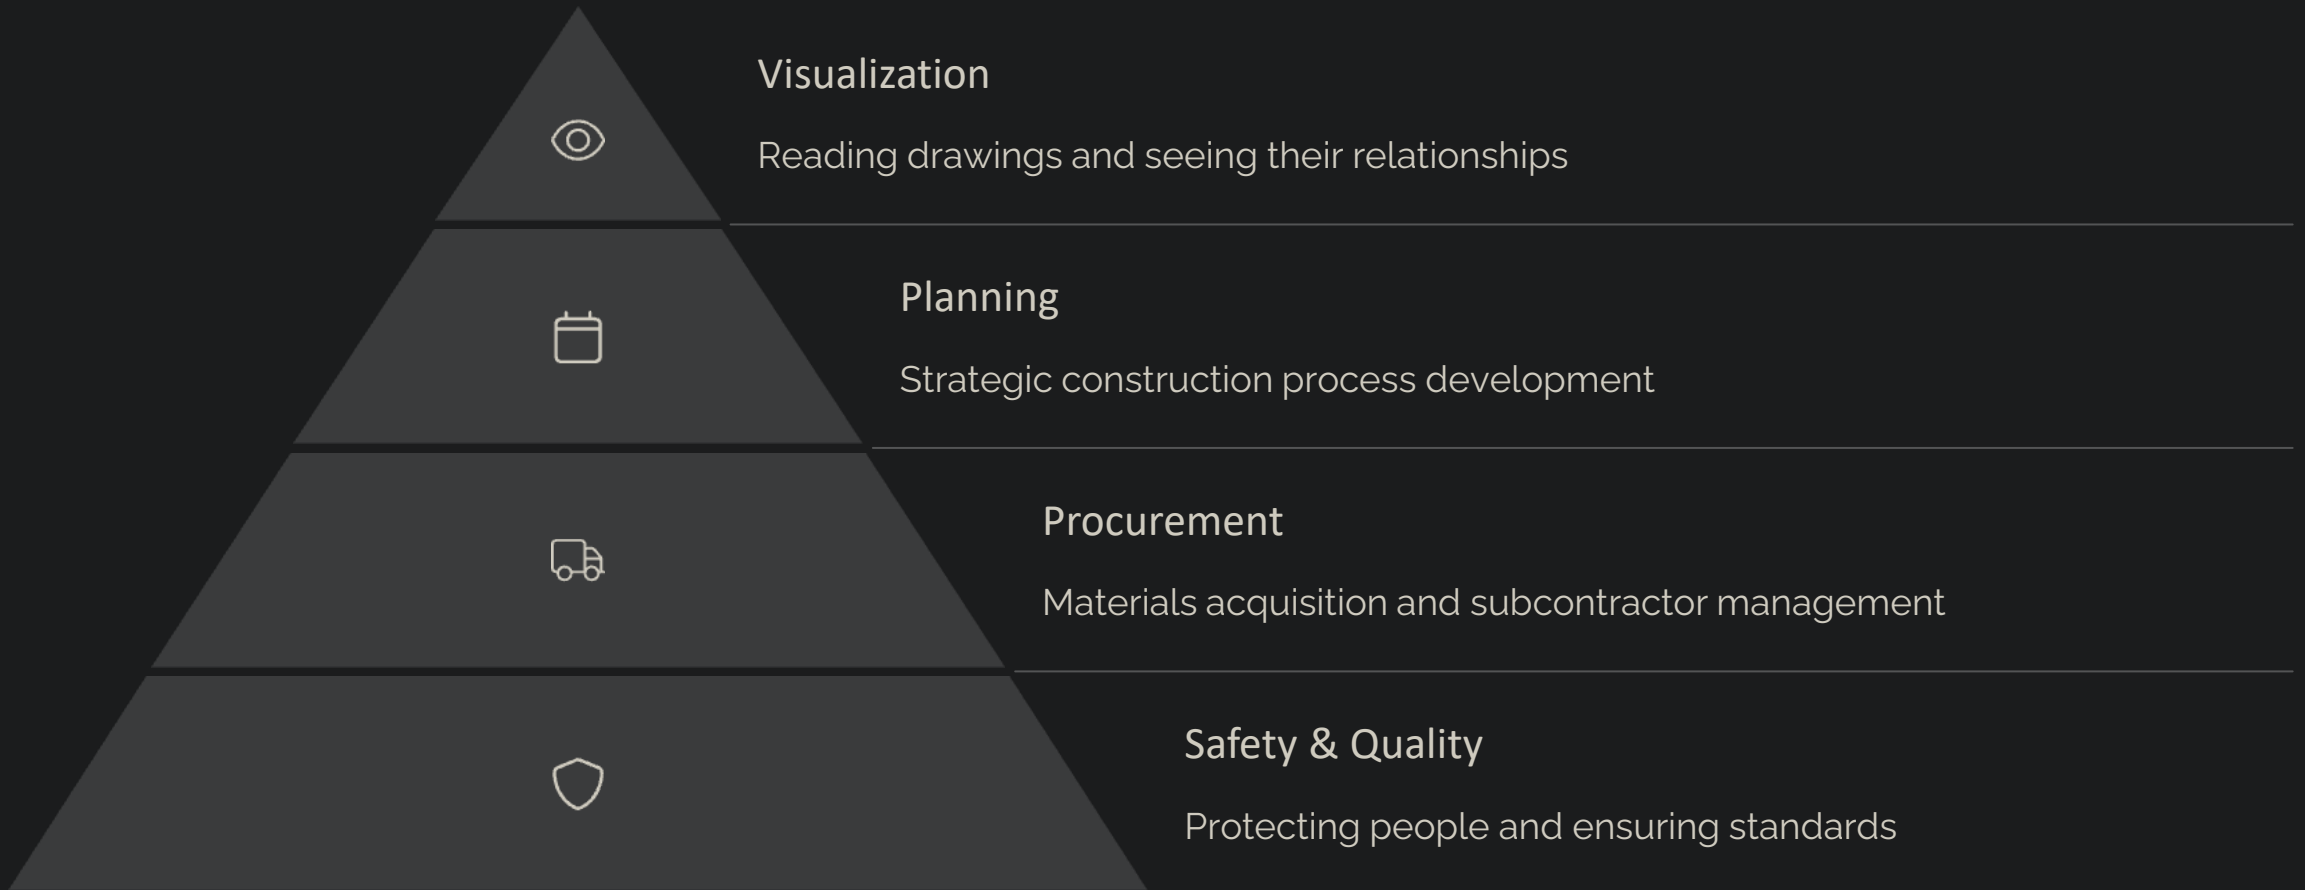 Visualization
Reading drawings and seeing their relationships
Planning
Strategic construction process development
Procurement
Materials acquisition and subcontractor management
Safety & Quality
Protecting people and ensuring standards